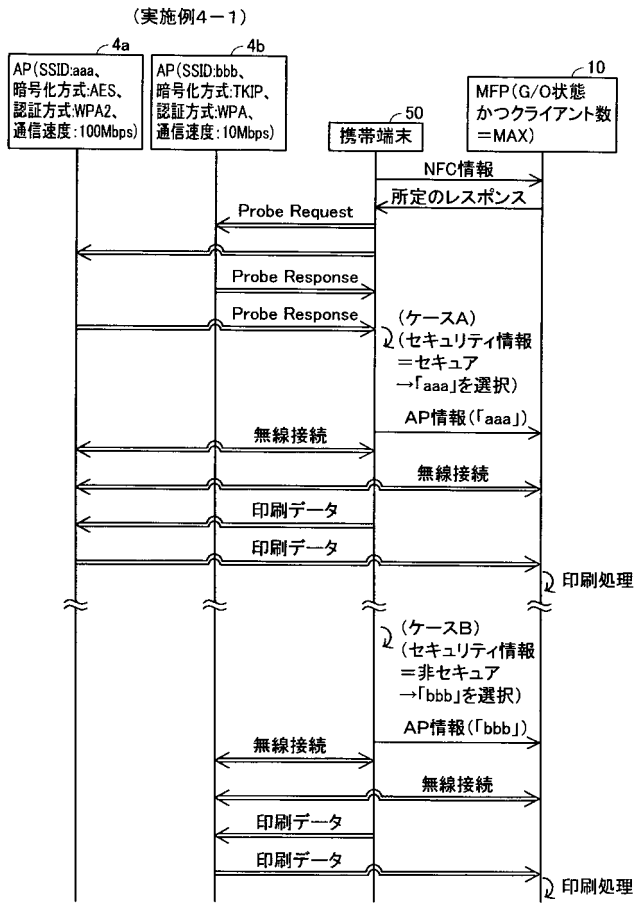 (実施例4-1)
4a
AP(SSID:aaa、
暗号化方式:AES、
認証方式:WPA2、
通信速度:100Mbps)
4b
AP(SSID:bbb、
暗号化方式:TKIP、
認証方式:WPA、
通信速度:10Mbps)
50
携帯端末
10
MFP(G/O状態
かつクライアント数
=MAX)
NFC情報
所定のレスポンス
Probe Request
Probe Response
Probe Response
(ケースA)
(セキュリティ情報
=セキュア
→「aaa」を選択)
AP情報(「aaa」)
無線接続
無線接続
印刷データ
印刷データ
印刷処理
(ケースB)
(セキュリティ情報
=非セキュア
→「bbb」を選択)
AP情報(「bbb」)
無線接続
無線接続
印刷データ
印刷データ
印刷処理